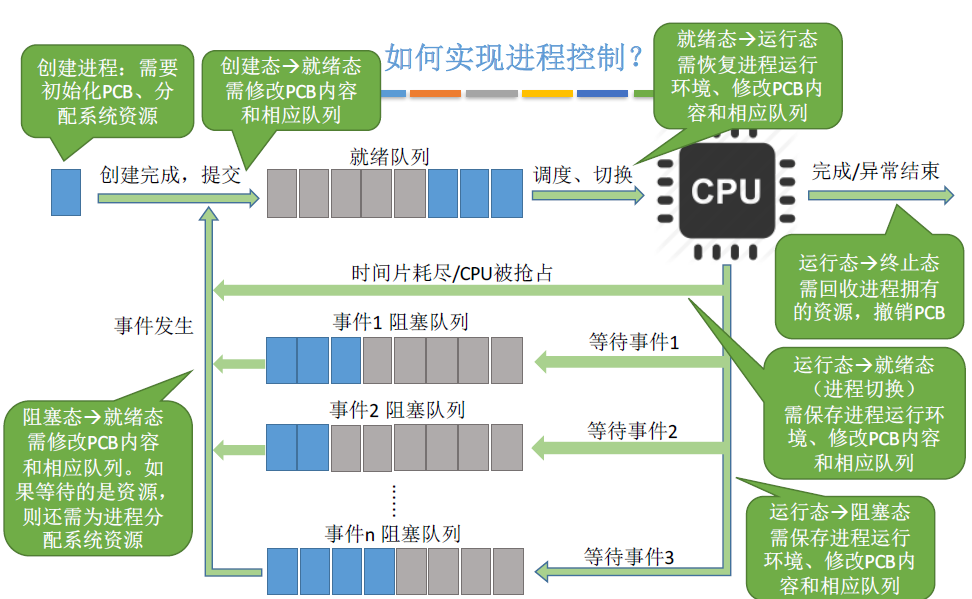 如何实现进程控制？
创建进程：需要
初始化PCB、分
配系统资源
创建态→就绪态
需修改PCB内容
和相应队列
就绪态→运行态
需恢复进程运行
环境、修改PCB内
容和相应队列
创建完成，提交
就绪队列
调度、切换
CPU
完成/异常结束
运行态→终止态
需回收进程拥有
的资源，撤销PCB
时间片耗尽/CPU被抢占
事件发生
事件1 阻塞队列
等待事件1
运行态→就绪态
（进程切换）
需保存进程运行环
境、修改PCB内容
和相应队列
阻塞态→就绪态
需修改PCB内容
和相应队列。如
果等待的是资源，
则还需为进程分
配系统资源
事件2 阻塞队列
等待事件2
……
事件n 阻塞队列
等待事件3
运行态→阻塞态
需保存进程运行
环境、修改PCB内
容和相应队列